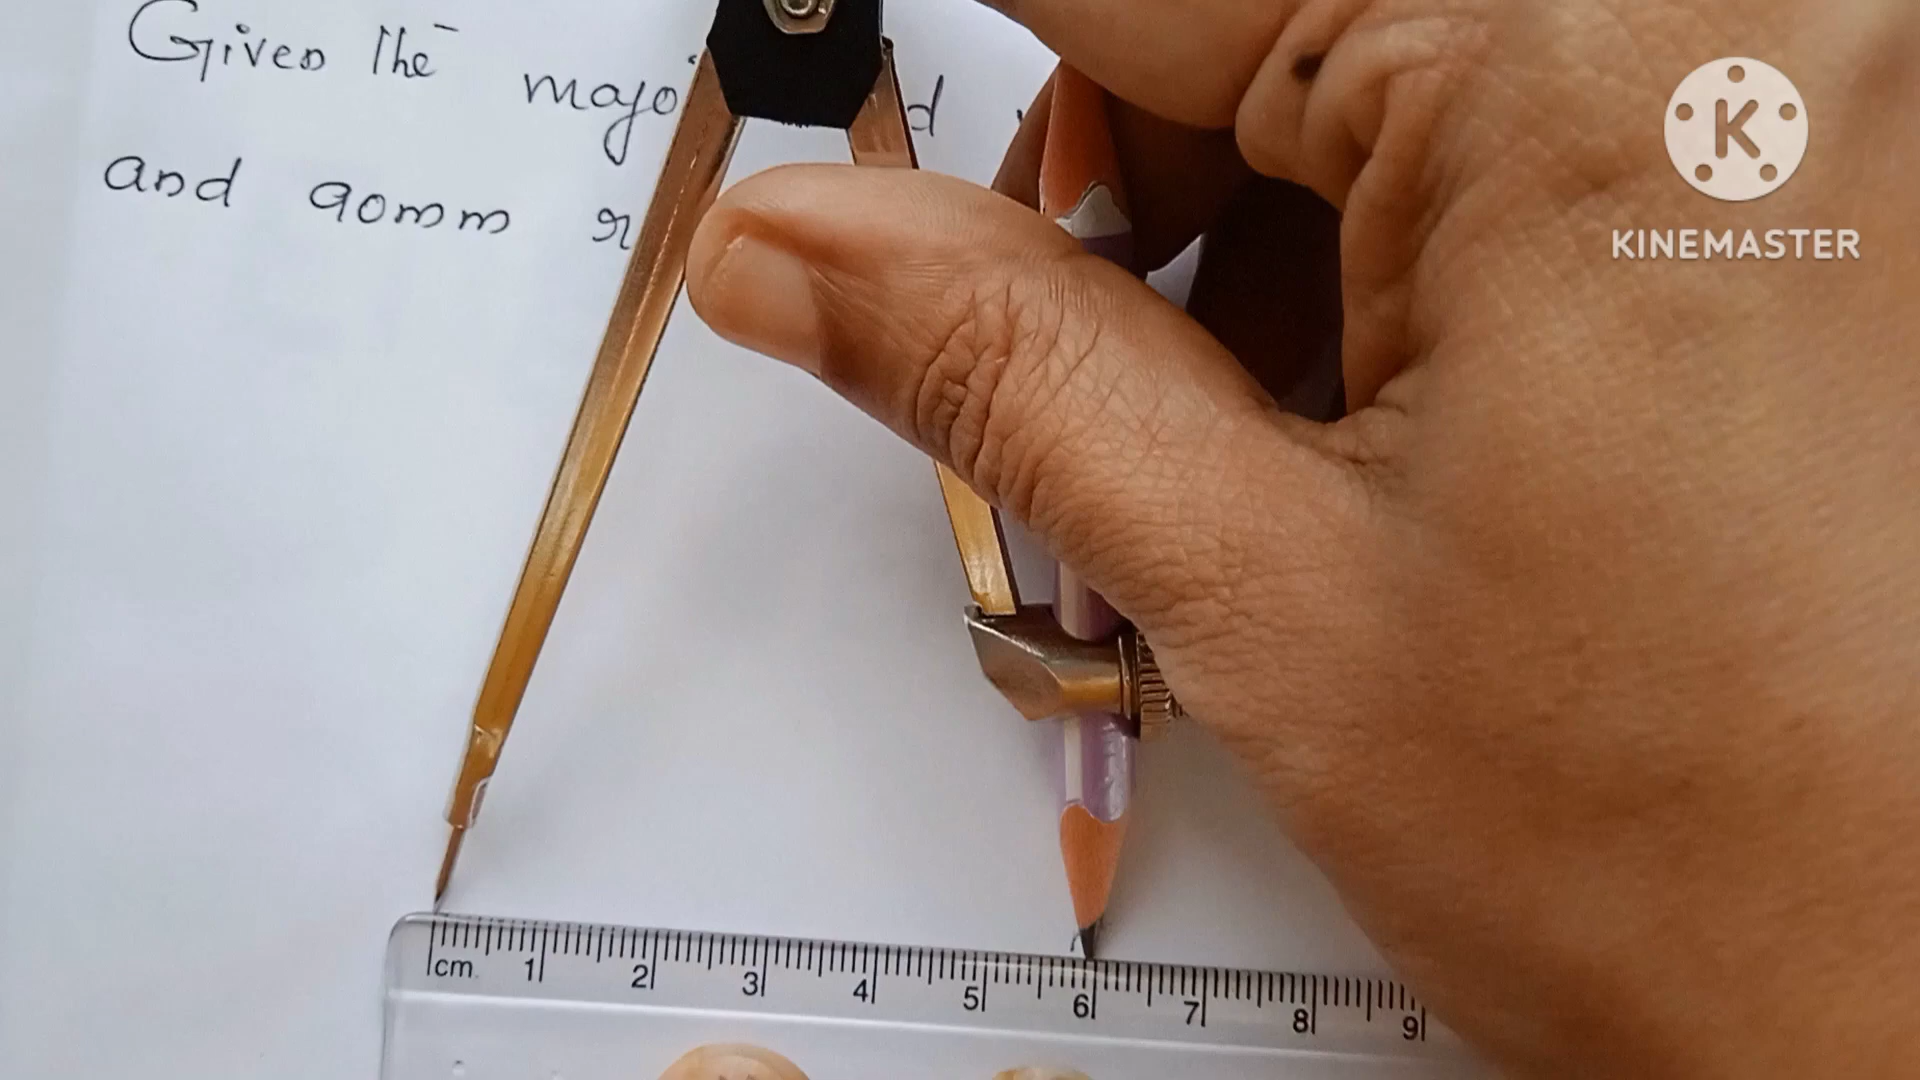 Given the majo d
and 90mm r
K
KINEMASTER
cm 1 2 3 4 5 6 7 8 9